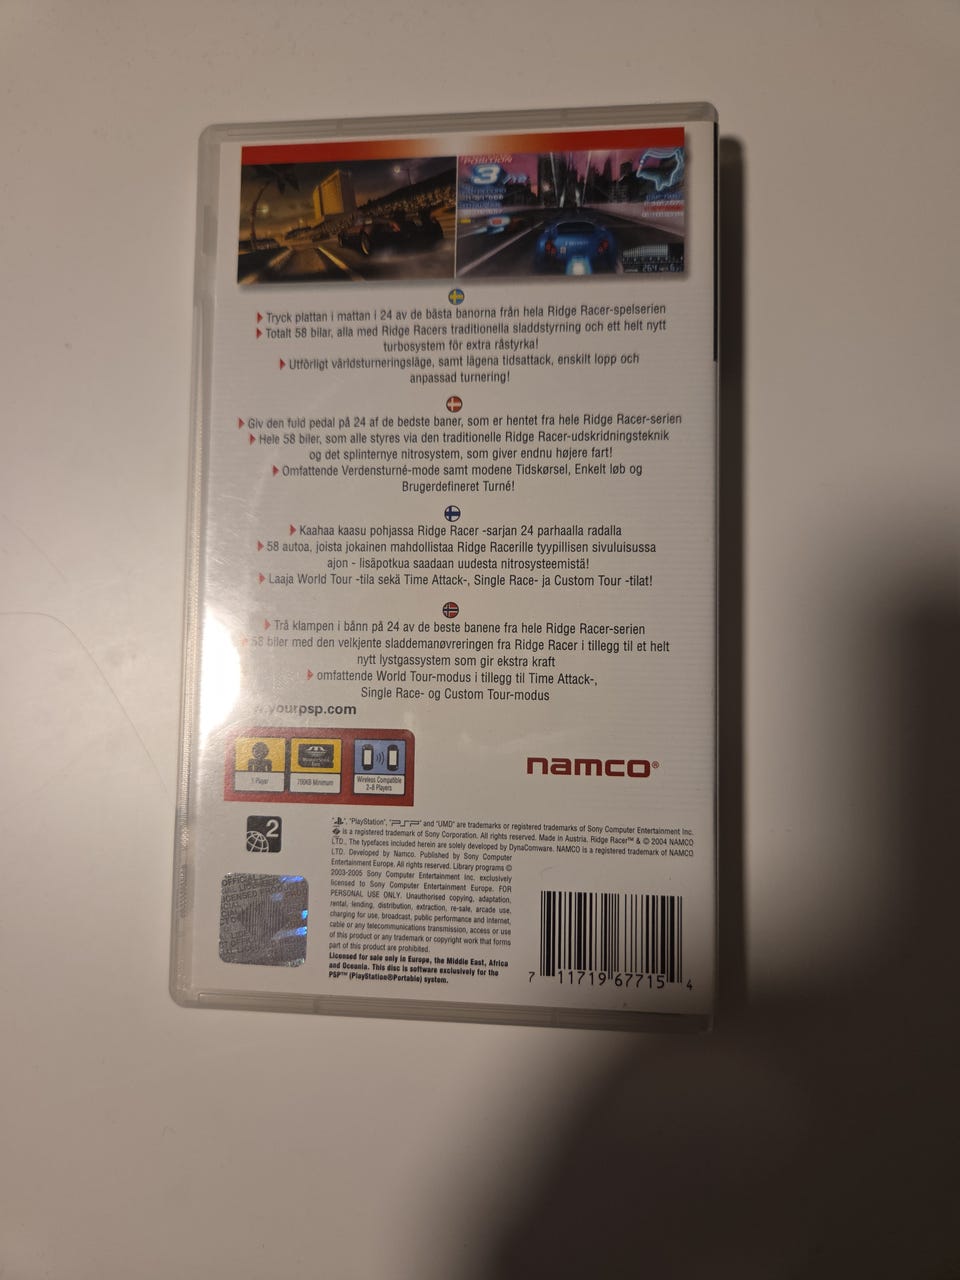 POSITION
3/12
Tryck plattan i mattan i 24 av de bästa banorna från hela Ridge Racer-spelserien
Totalt 58 bilar, alla med Ridge Racers traditionella sladdstyrning och ett helt nytt
turbosystem för extra råstyrka!
Utförligt världsturneringsläge, samt lägena tidsattack, enskilt lopp och
anpassad turnering!
Giv den fuld pedal på 24 af de bedste baner, som er hentet fra hele Ridge Racer-serien
Hele 58 biler, som alle styres via den traditionelle Ridge Racer-udskridningsteknik
og det splinternye nitrosystem, som giver endnu højere fart!
Omfattende Verdensturné-mode samt modene Tidskørsel, Enkelt løb og
Brugerdefineret Turné!
Kaahaa kaasu pohjassa Ridge Racer -sarjan 24 parhaalla radalla
58 autoa, joista jokainen mahdollistaa Ridge Racerille tyypillisen sivuluisussa
ajon - lisäpotkua saadaan uudesta nitrosysteemistä!
Laaja World Tour -tila sekä Time Attack-, Single Race- ja Custom Tour -tilat!
Trå klampen i bånn på 24 av de beste banene fra hele Ridge Racer-serien
58 biler med den velkjente sladdemanøvreringen fra Ridge Racer i tillegg til et helt
nytt lystgassystem som gir ekstra kraft
omfattende World Tour-modus i tillegg til Time Attack-,
Single Race- og Custom Tour-modus
.yourpsp.com
1 Player
700KB Minimum
Wireless Compatible
2-8 Players
namco®
2
"PlayStation", "PSP" and "UMD" are trademarks or registered trademarks of Sony Computer Entertainment Inc.
is a registered trademark of Sony Corporation. All rights reserved. Made in Austria. Ridge Racer™ & © 2004 NAMCO
LTD., The typefaces included herein are solely developed by DynaComware. NAMCO is a registered trademark of NAMCO
LTD. Developed by Namco. Published by Sony Computer
Entertainment Europe. All rights reserved. Library programs ©
2003-2005 Sony Computer Entertainment Inc. exclusively
licensed to Sony Computer Entertainment Europe. FOR
PERSONAL USE ONLY. Unauthorised copying, adaptation,
rental, lending, distribution, extraction, re-sale, arcade use,
charging for use, broadcast, public performance and internet,
cable or any telecommunications transmission, access or use
of this product or any trademark or copyright work that forms
part of this product are prohibited.
Licensed for sale only in Europe, the Middle East, Africa
and Oceania. This disc is software exclusively for the
PSP™ (PlayStation®Portable) system.
OFFICIAL
LICENSED PRODUCT
7 11719 67715 4